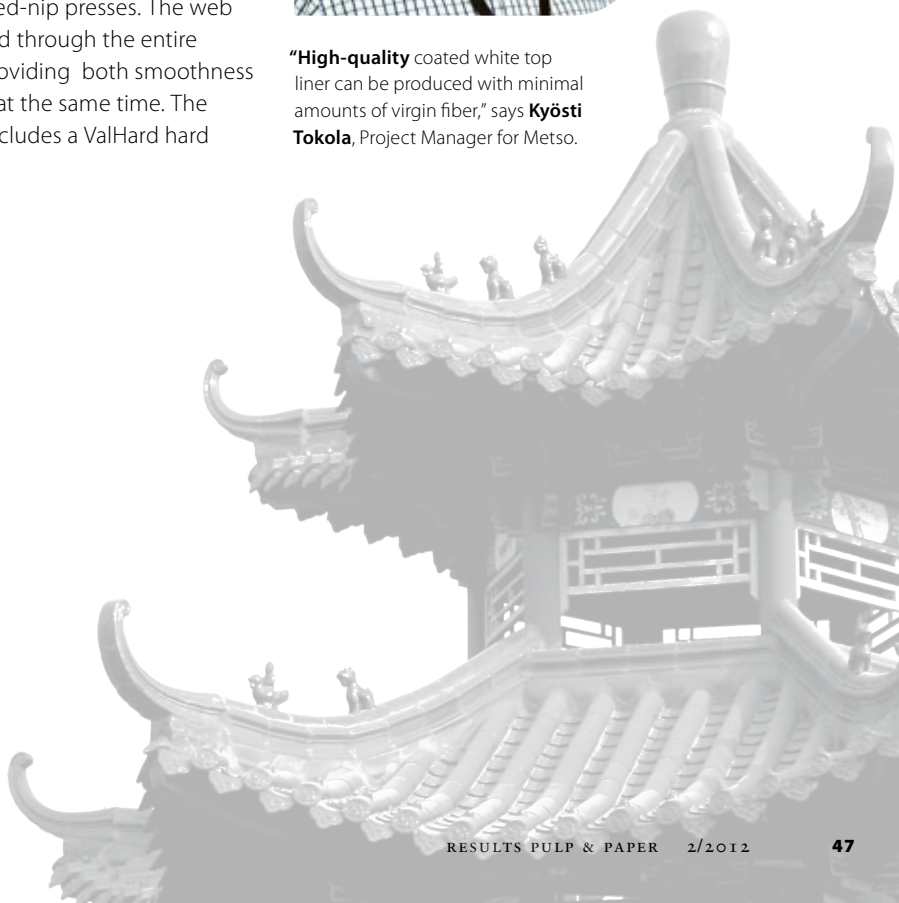 ed-nip presses. The web
d through the entire
oviding both smoothness
at the same time. The
cludes a ValHard hard
“High-quality coated white top
liner can be produced with minimal
amounts of virgin fiber,” says Kyösti
Tokola, Project Manager for Metso.
RESULTS PULP & PAPER 2/2012 47